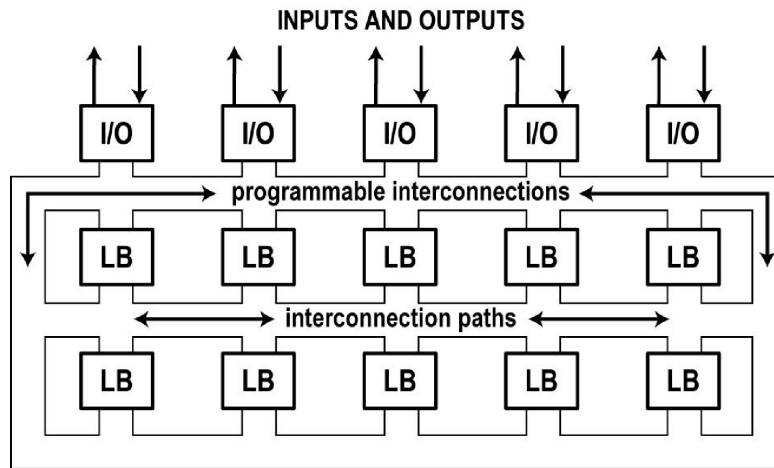 INPUTS AND OUTPUTS
I/O I/O I/O I/O I/O
programmable interconnections
LB LB LB LB LB
interconnection paths
LB LB LB LB LB